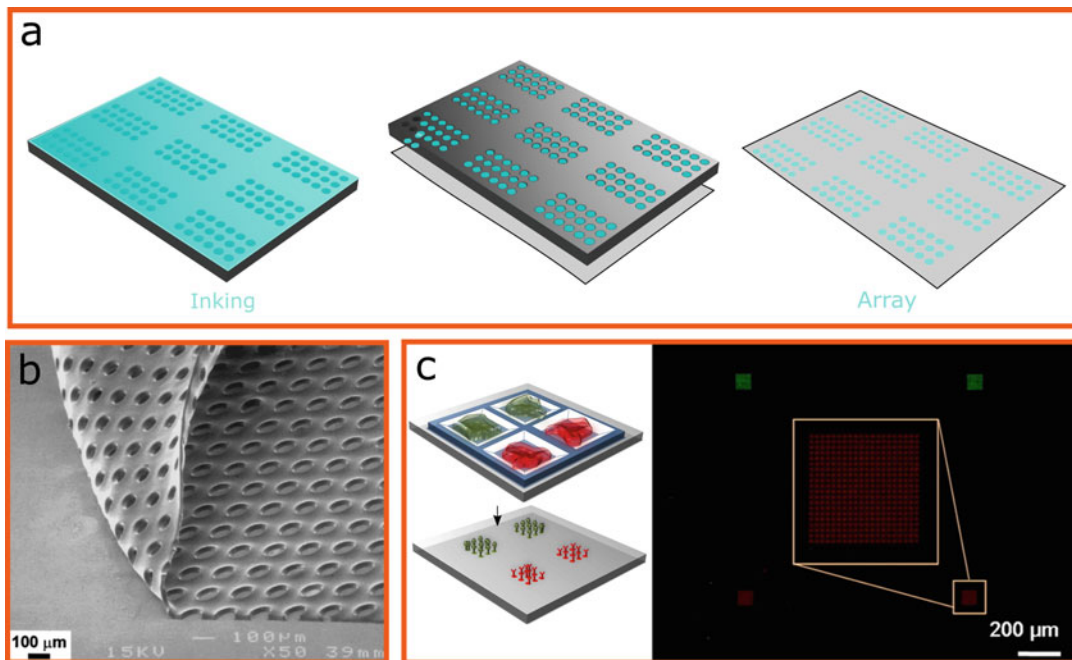 a
Inking
Array
b
100 μm
100μm
15KV X50 39mm
c
200 μm